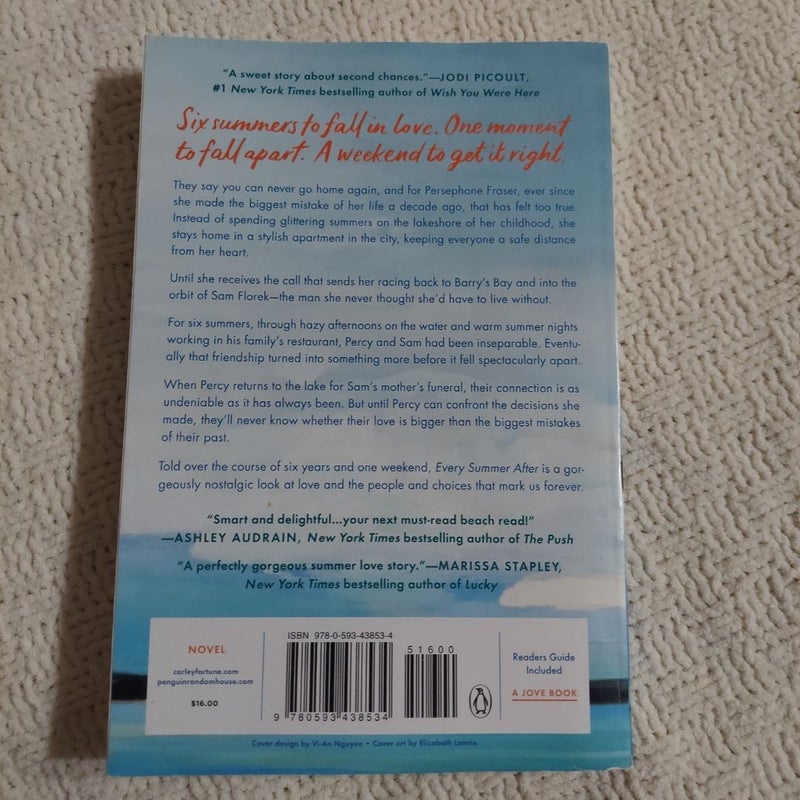 “A sweet story about second chances.”—JODI PICOULT,
#1 New York Times bestselling author of Wish You Were Here
Six summers to fall in love. One moment
to fall apart. A weekend to get it right.
They say you can never go home again, and for Persephone Fraser, ever since
she made the biggest mistake of her life a decade ago, that has felt too true.
Instead of spending glittering summers on the lakeshore of her childhood, she
stays home in a stylish apartment in the city, keeping everyone a safe distance
from her heart.
Until she receives the call that sends her racing back to Barry’s Bay and into the
orbit of Sam Florek—the man she never thought she’d have to live without.
For six summers, through hazy afternoons on the water and warm summer nights
working in his family’s restaurant, Percy and Sam had been inseparable. Eventu-
ally that friendship turned into something more before it fell spectacularly apart.
When Percy returns to the lake for Sam’s mother’s funeral, their connection is as
undeniable as it has always been. But until Percy can confront the decisions she
made, they’ll never know whether their love is bigger than the biggest mistakes
of their past.
Told over the course of six years and one weekend, Every Summer After is a gor-
geously nostalgic look at love and the people and choices that mark us forever.
“Smart and delightful...your next must-read beach read!”
—ASHLEY AUDRAIN, New York Times bestselling author of The Push
“A perfectly gorgeous summer love story.”—MARISSA STAPLEY,
New York Times bestselling author of Lucky
NOVEL
carleyfortune.com
penguinrandomhouse.com
$16.00
ISBN 978-0-593-43853-4
51600
9 780593 438534
Readers Guide
Included
A JOVE BOOK
Cover design by Vi-An Nguyen • Cover art by Elizabeth Lennie